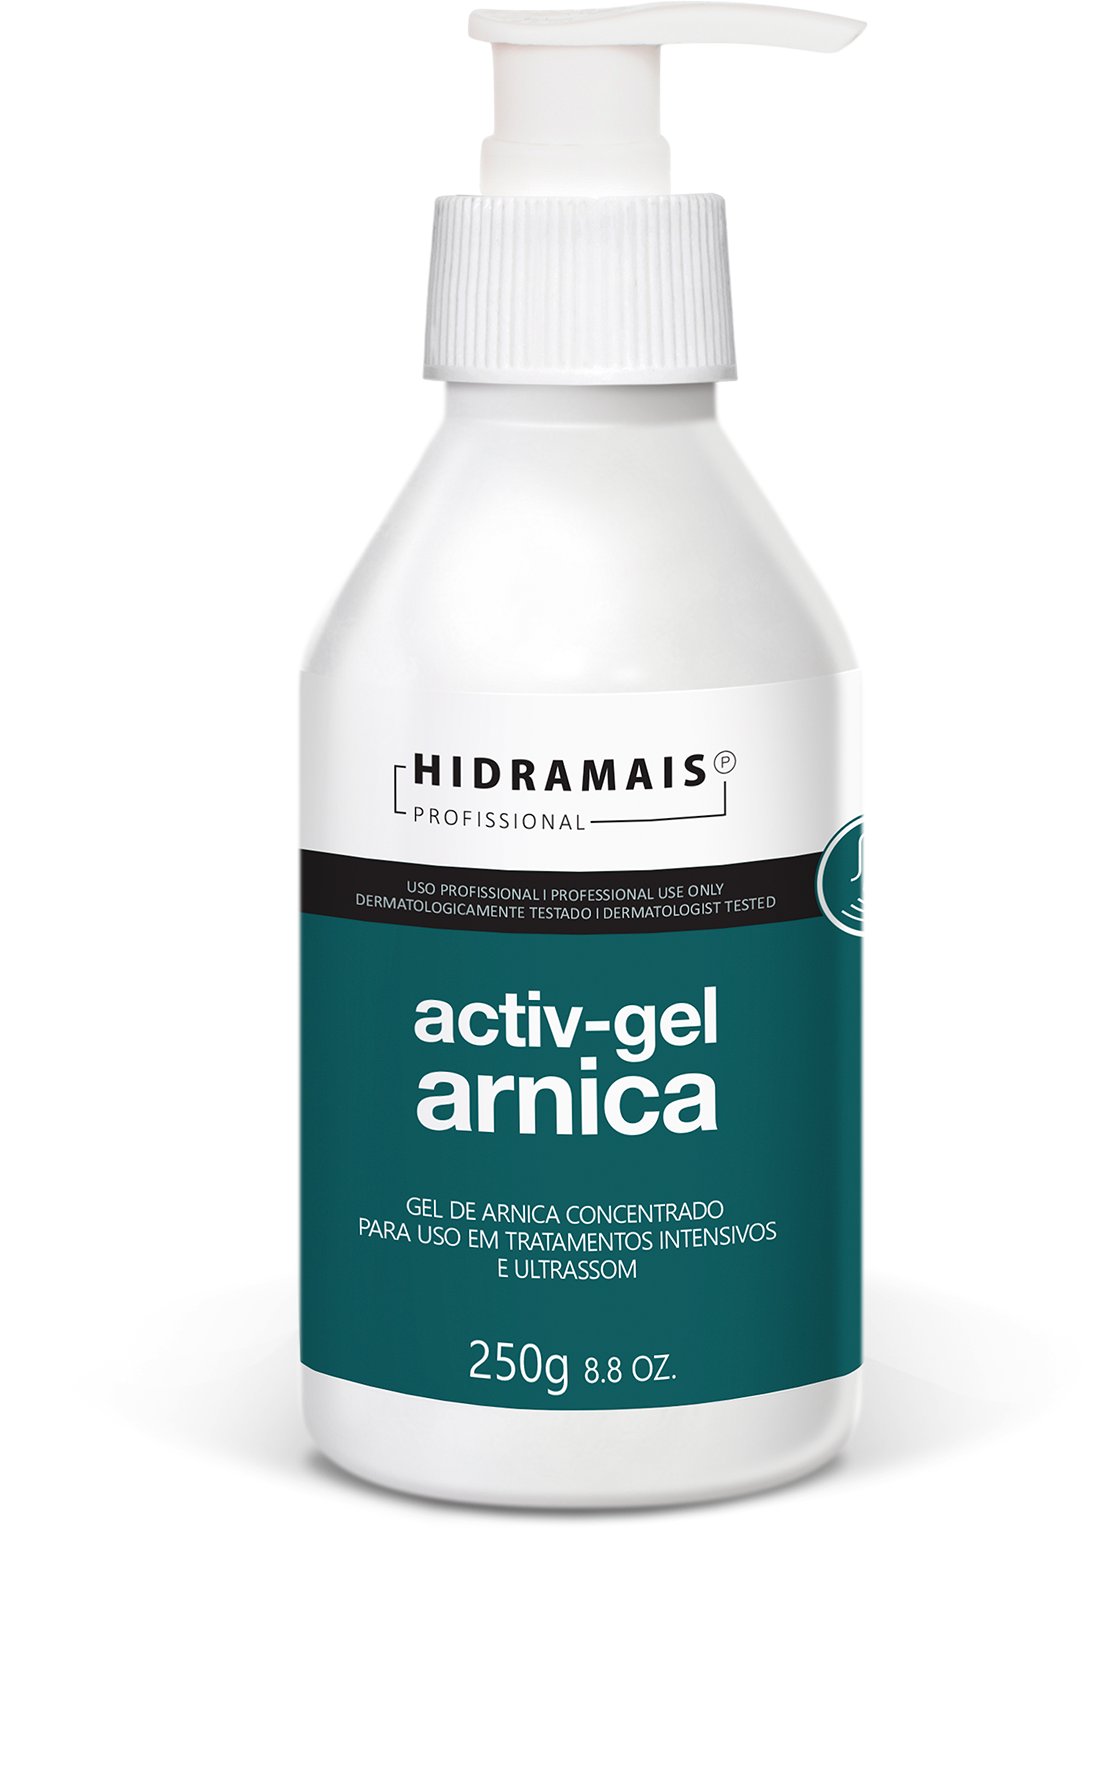 HIDRAMAIS P
PROFISSIONAL
USO PROFISSIONAL I PROFESSIONAL USE ONLY
DERMATOLOGICAMENTE TESTADO I DERMATOLOGIST TESTED
activ-gel
arnica
GEL DE ARNICA CONCENTRADO
PARA USO EM TRATAMENTOS INTENSIVOS
E ULTRASSOM
250g 8.8 OZ.